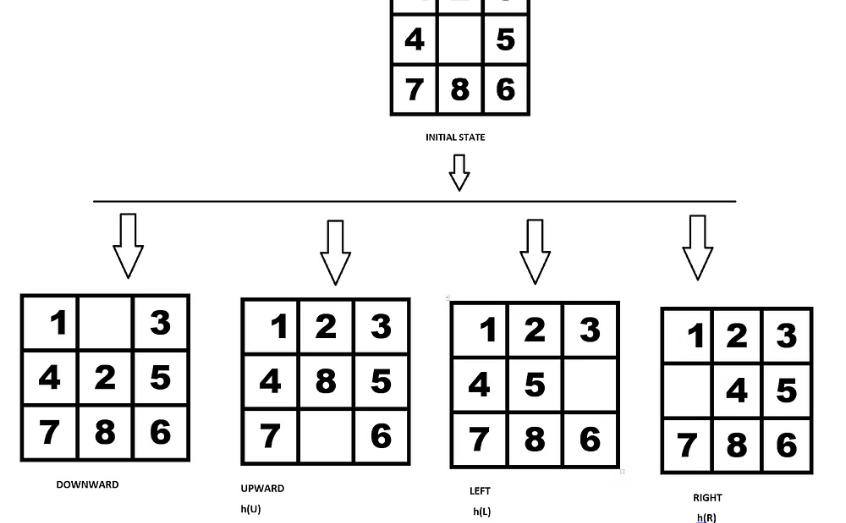 4 5
7 8 6
INITIAL STATE
1 3
4 2 5
7 8 6
DOWNWARD
1 2 3
4 8 5
7 6
UPWARD
h(U)
1 2 3
4 5
7 8 6
LEFT
h(L)
1 2 3
4 5
7 8 6
RIGHT
h(R)